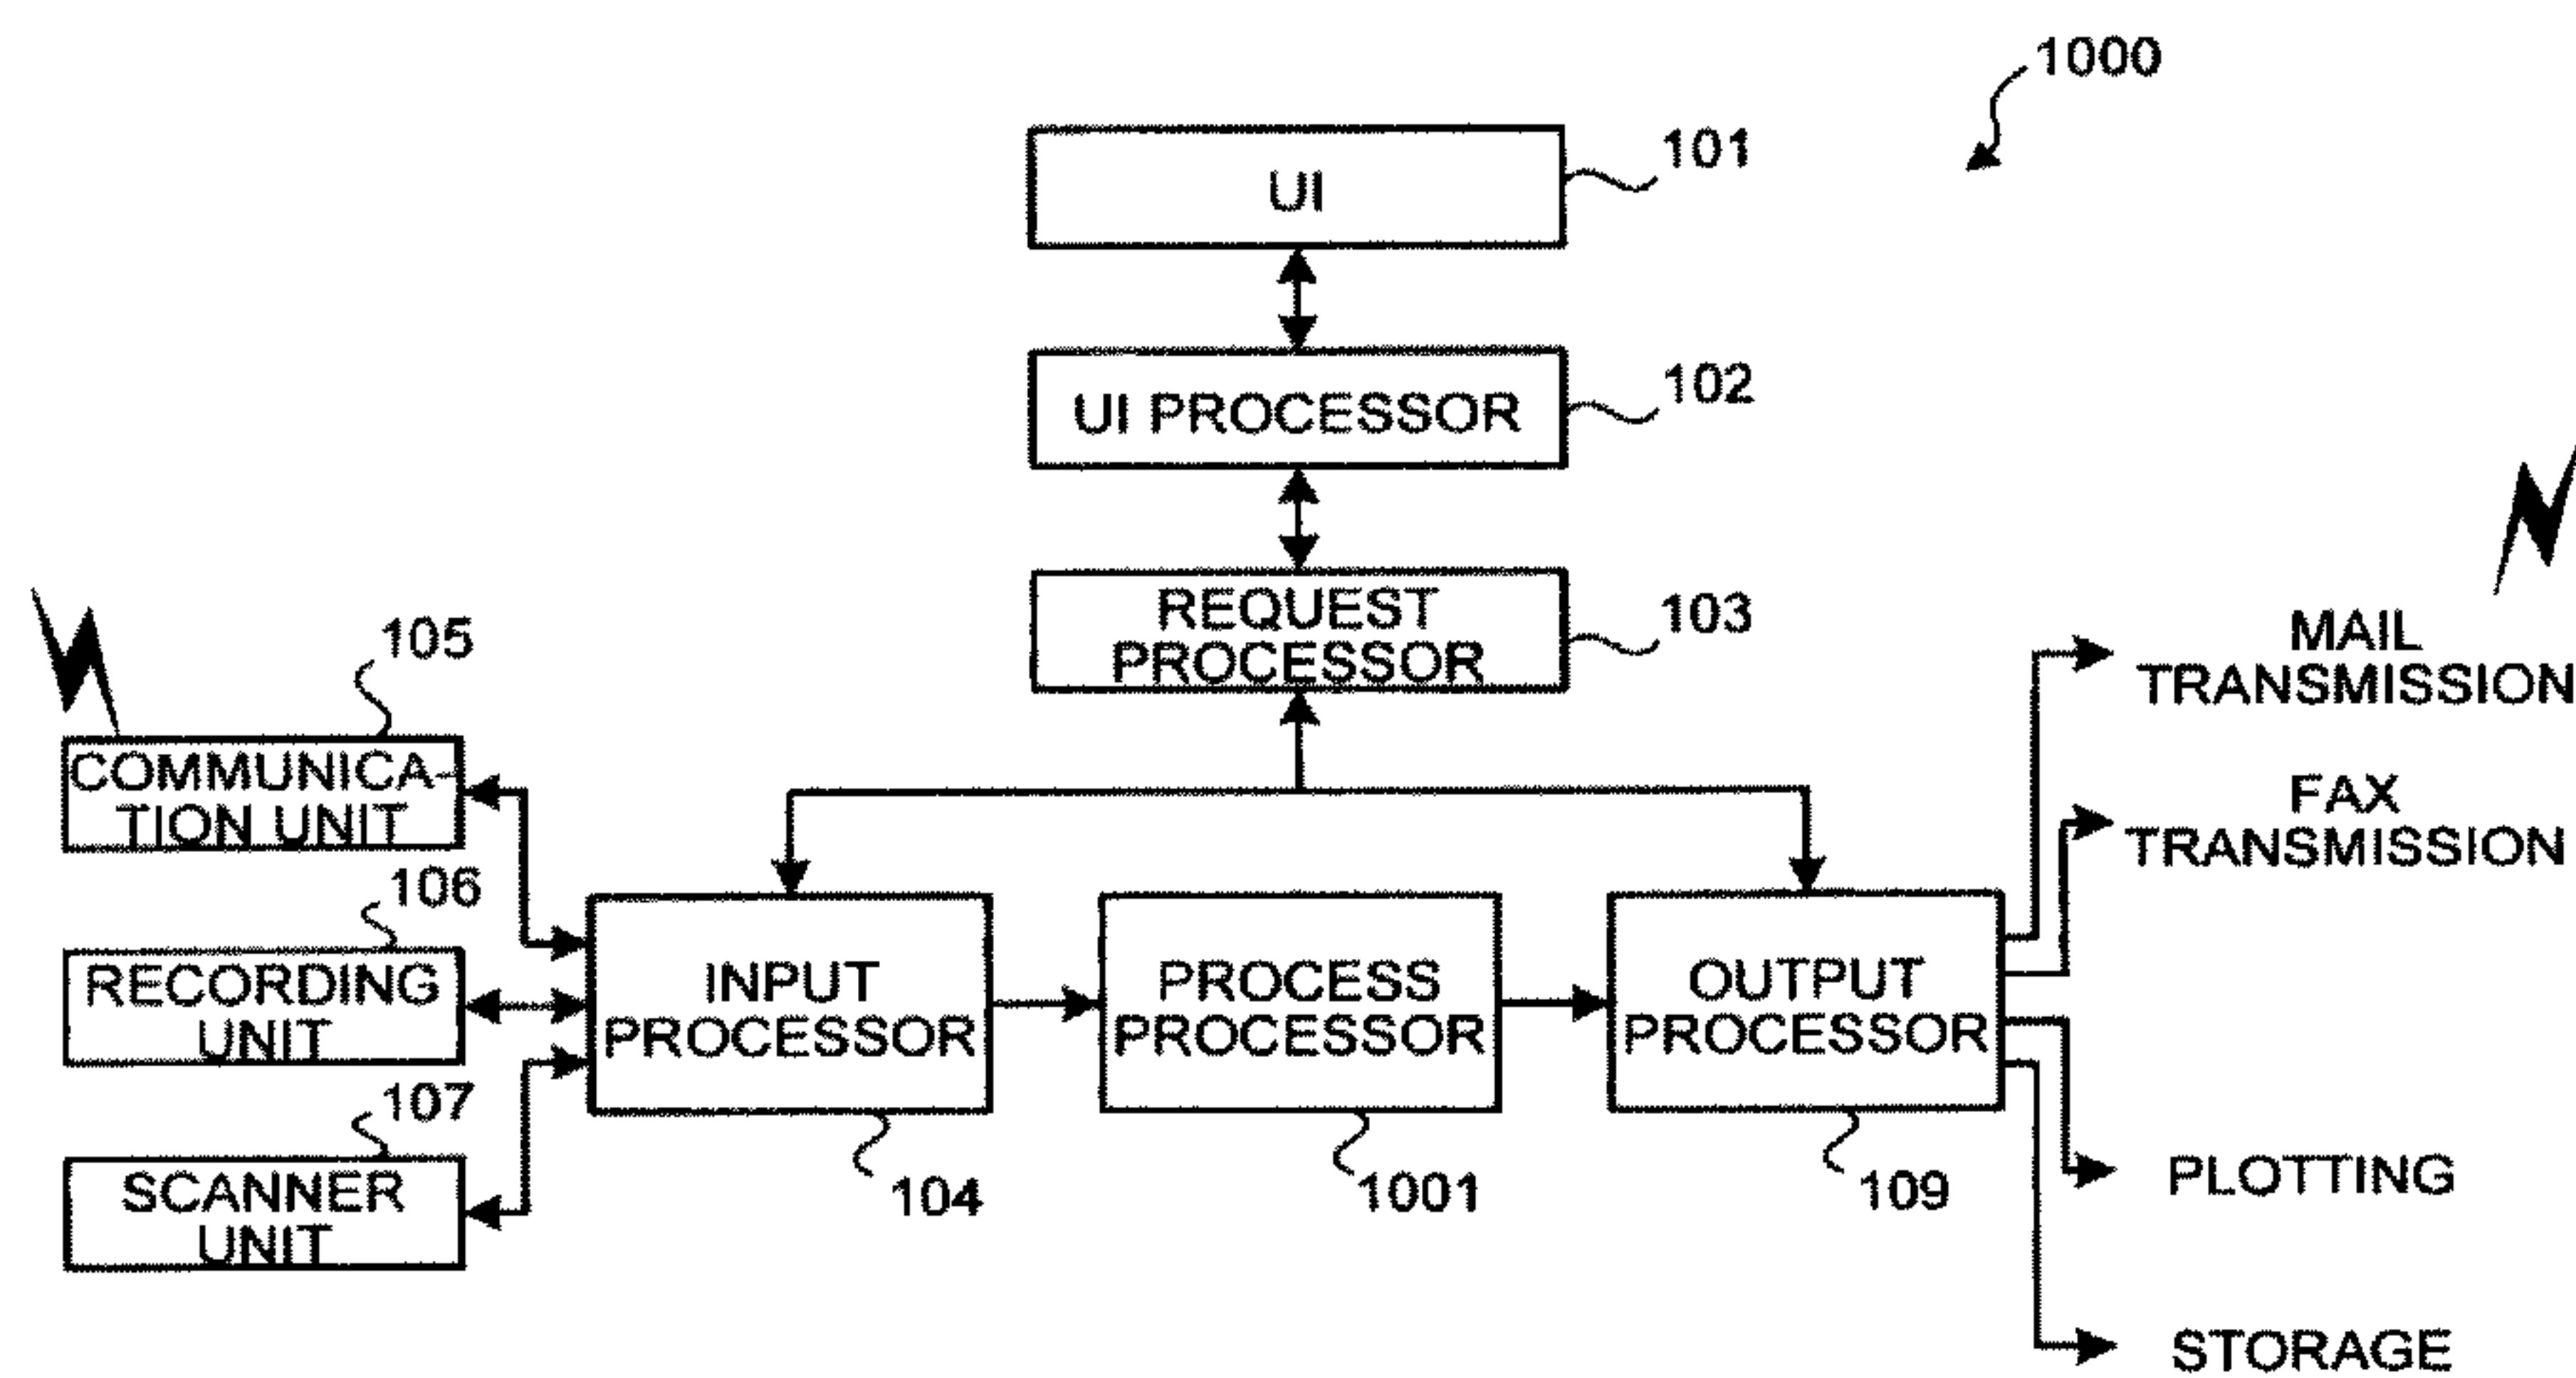 1000
101
UI
102
UI PROCESSOR
103
REQUEST
PROCESSOR
105
COMMUNICA-
TION UNIT
106
RECORDING
UNIT
107
SCANNER
UNIT
INPUT
PROCESSOR
104
PROCESS
PROCESSOR
1001
OUTPUT
PROCESSOR
109
MAIL
TRANSMISSION
FAX
TRANSMISSION
PLOTTING
STORAGE